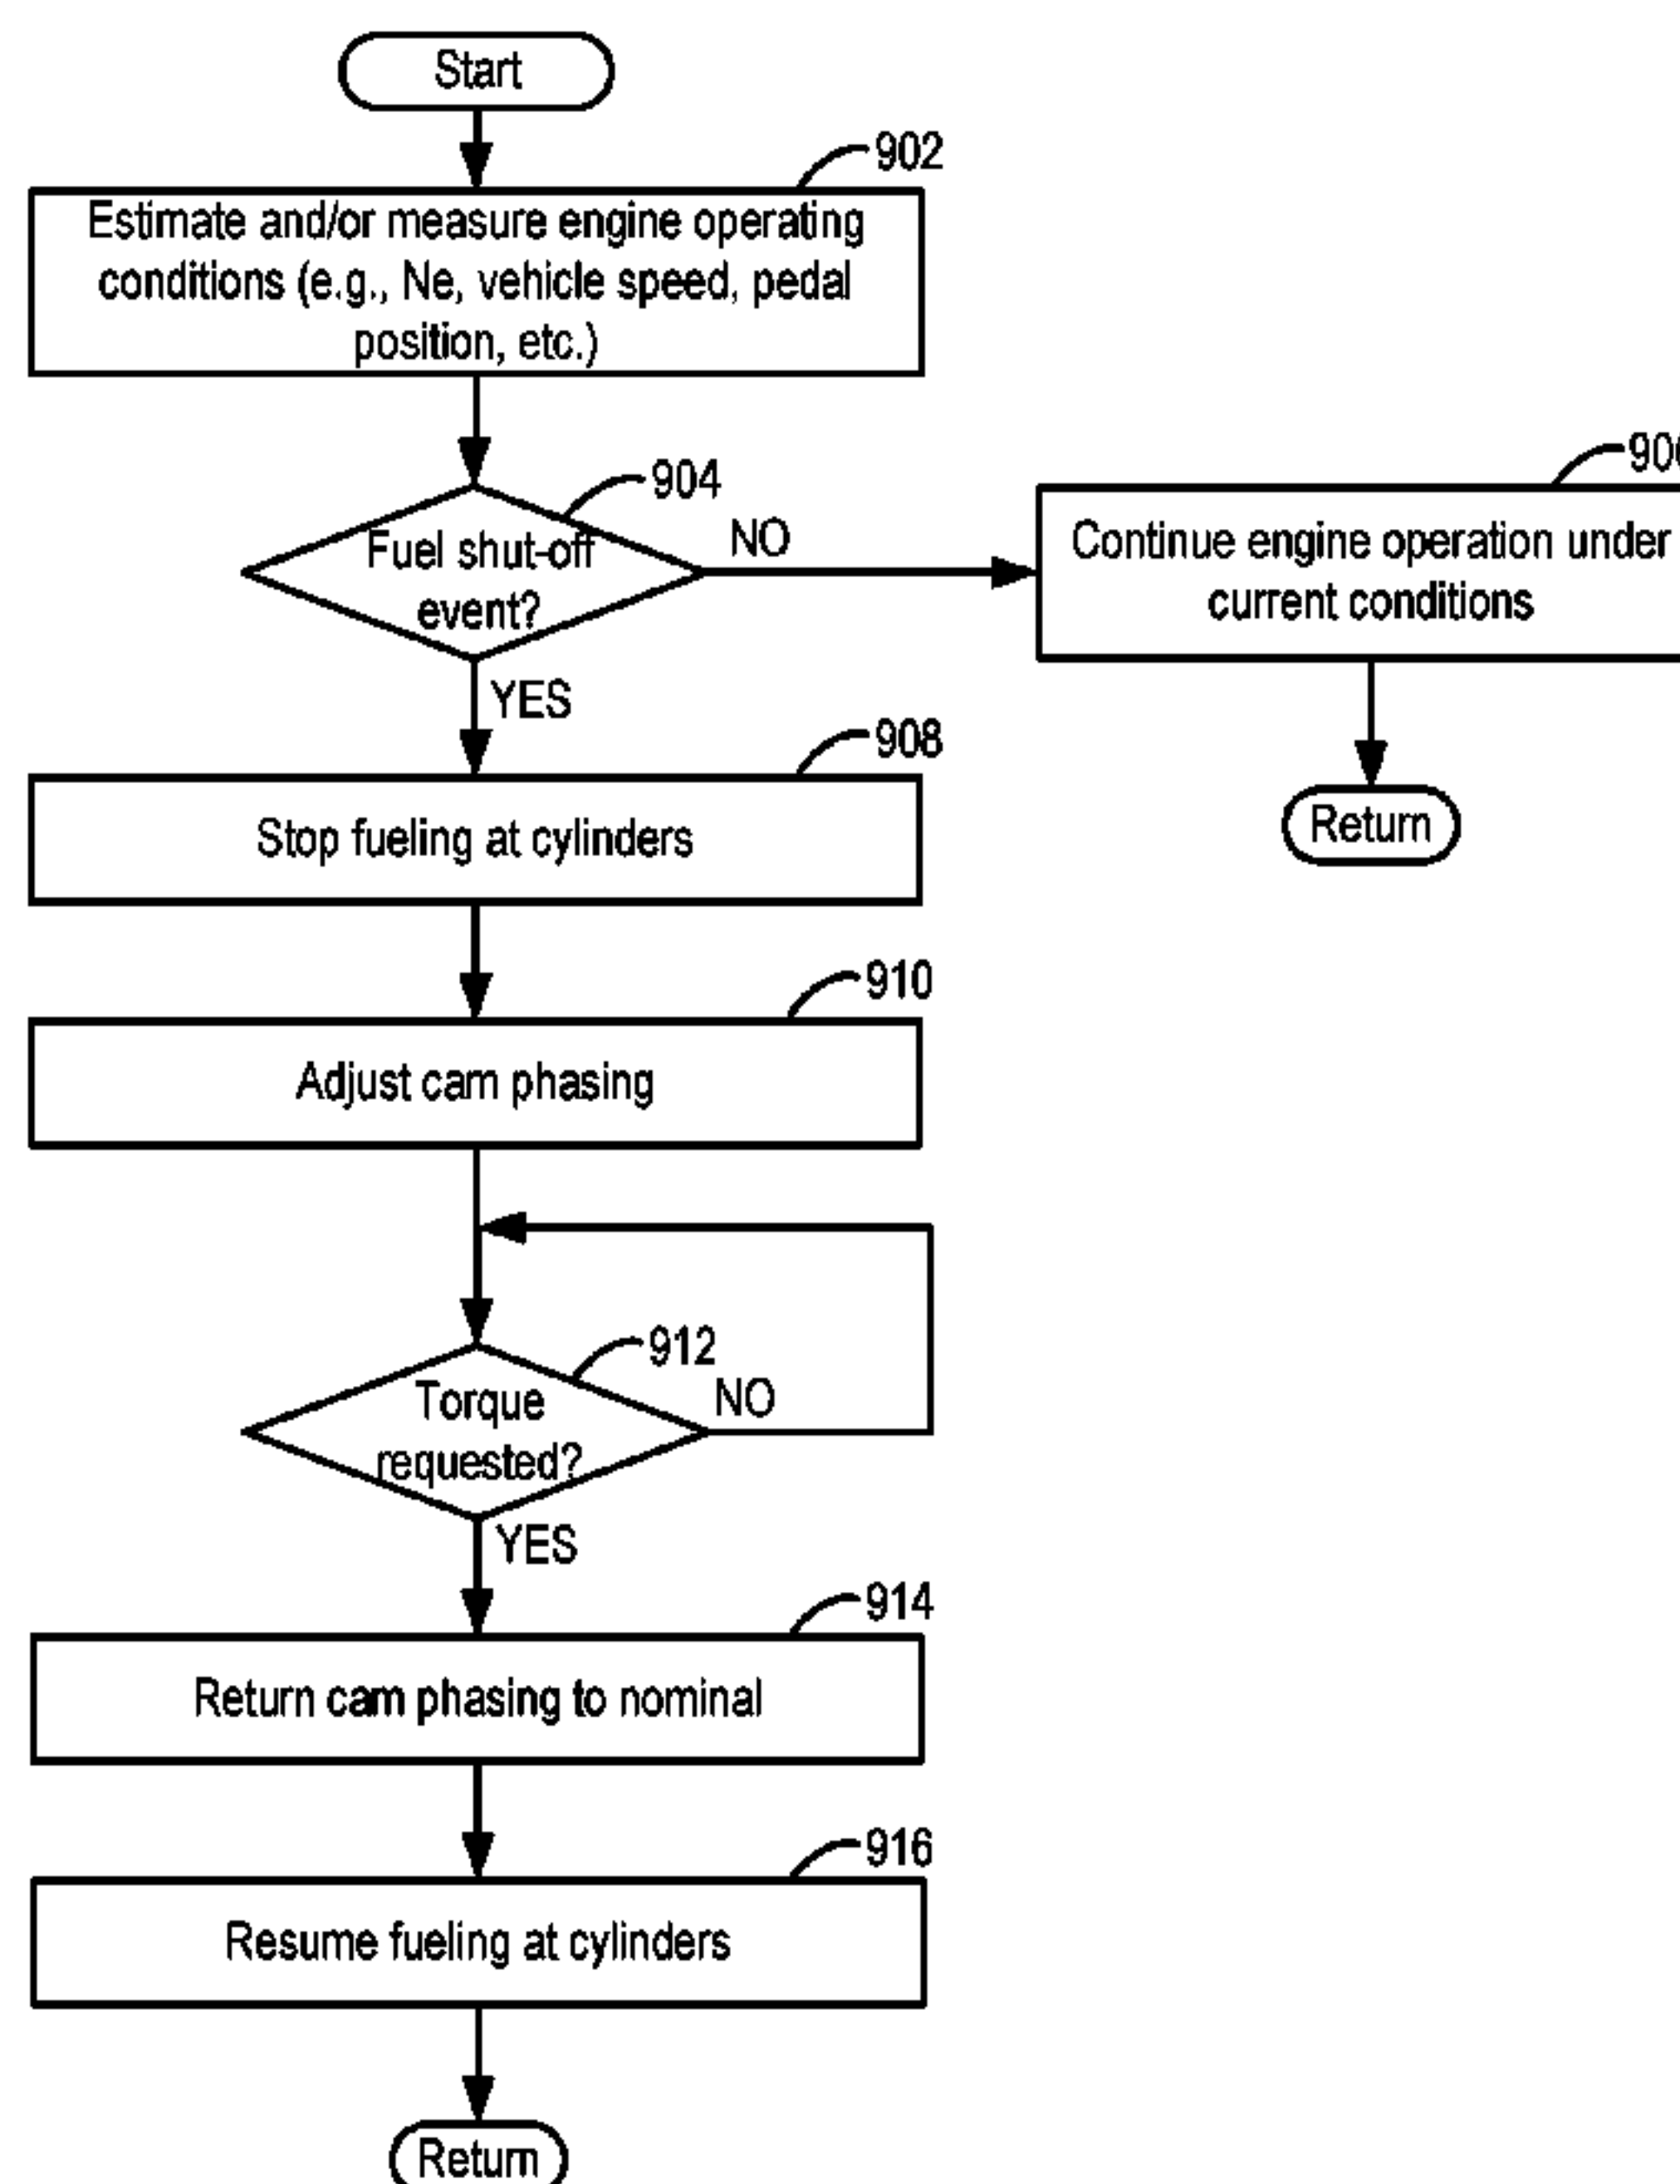 Start
902
Estimate and/or measure engine operating
conditions (e.g., Ne, vehicle speed, pedal
position, etc.)
904
Fuel shut-off
event?
NO
Continue engine operation under
current conditions
Return
YES
908
Stop fueling at cylinders
910
Adjust cam phasing
912
Torque
requested?
NO
YES
914
Return cam phasing to nominal
916
Resume fueling at cylinders
Return